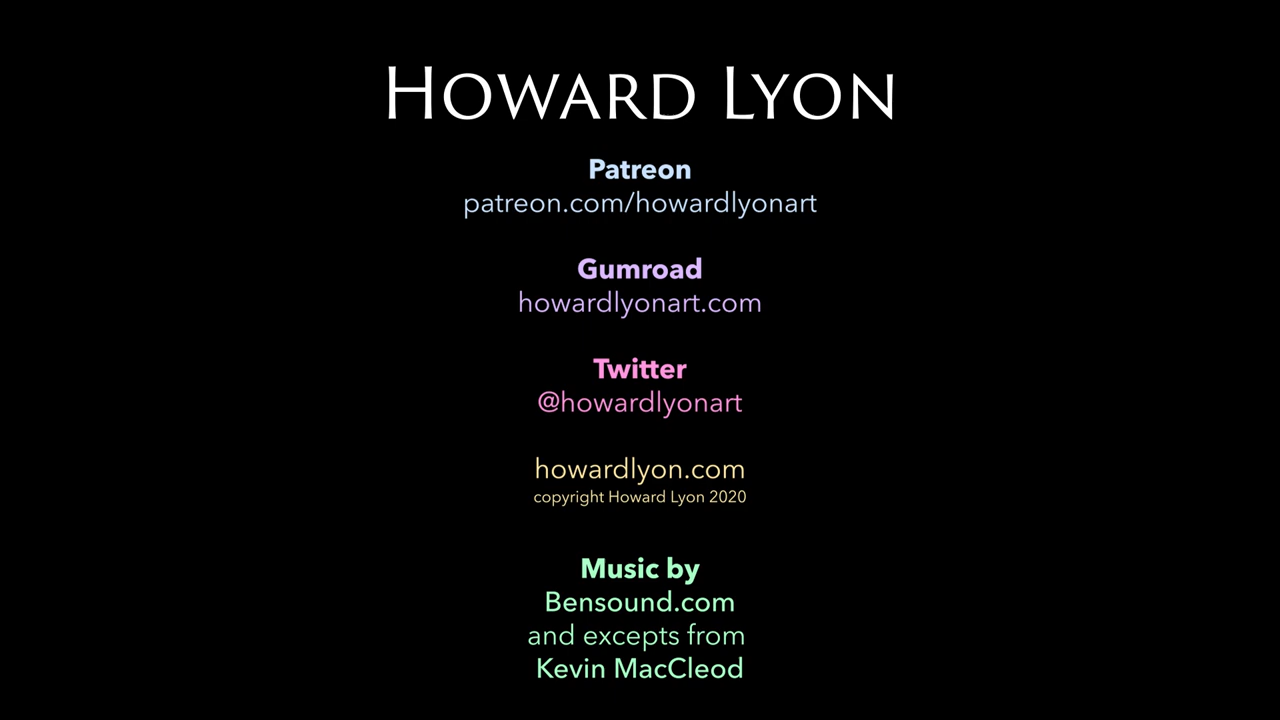 Howard Lyon
Patreon
patreon.com/howardlyonart
Gumroad
howardlyonart.com
Twitter
@howardlyonart
howardlyon.com
copyright Howard Lyon 2020
Music by
Bensound.com
and excepts from
Kevin MacCleod